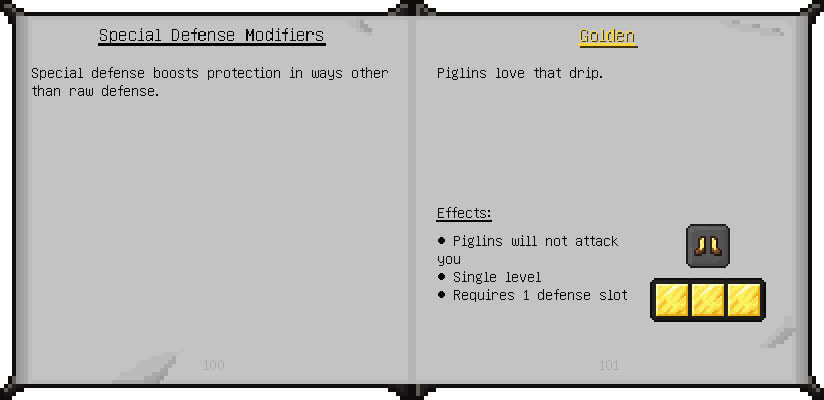 Special Defense Modifiers
Special defense boosts protection in ways other
than raw defense.
100
Golden
Piglins love that drip.
Effects:
● Piglins will not attack
you
● Single level
● Requires 1 defense slot
101